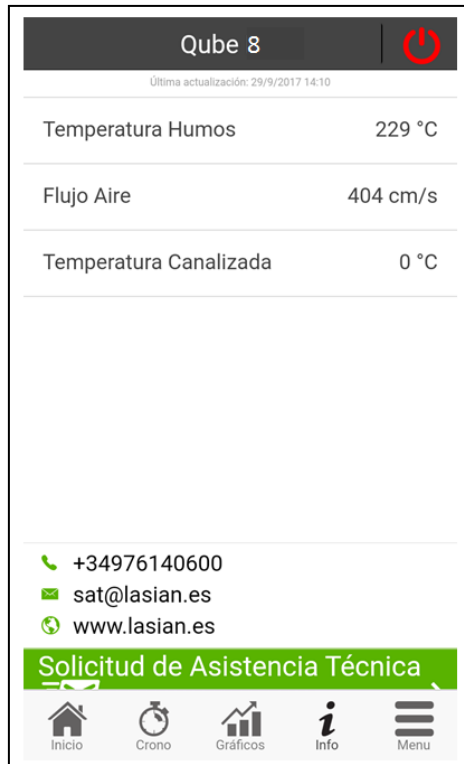 Qube 8
Última actualización: 29/9/2017 14:10
Temperatura Humos 229 °C
Flujo Aire 404 cm/s
Temperatura Canalizada 0 °C
+34976140600
sat@lasian.es
www.lasian.es
Solicitud de Asistencia Técnica
Inicio Crono Gráficos Info Menu